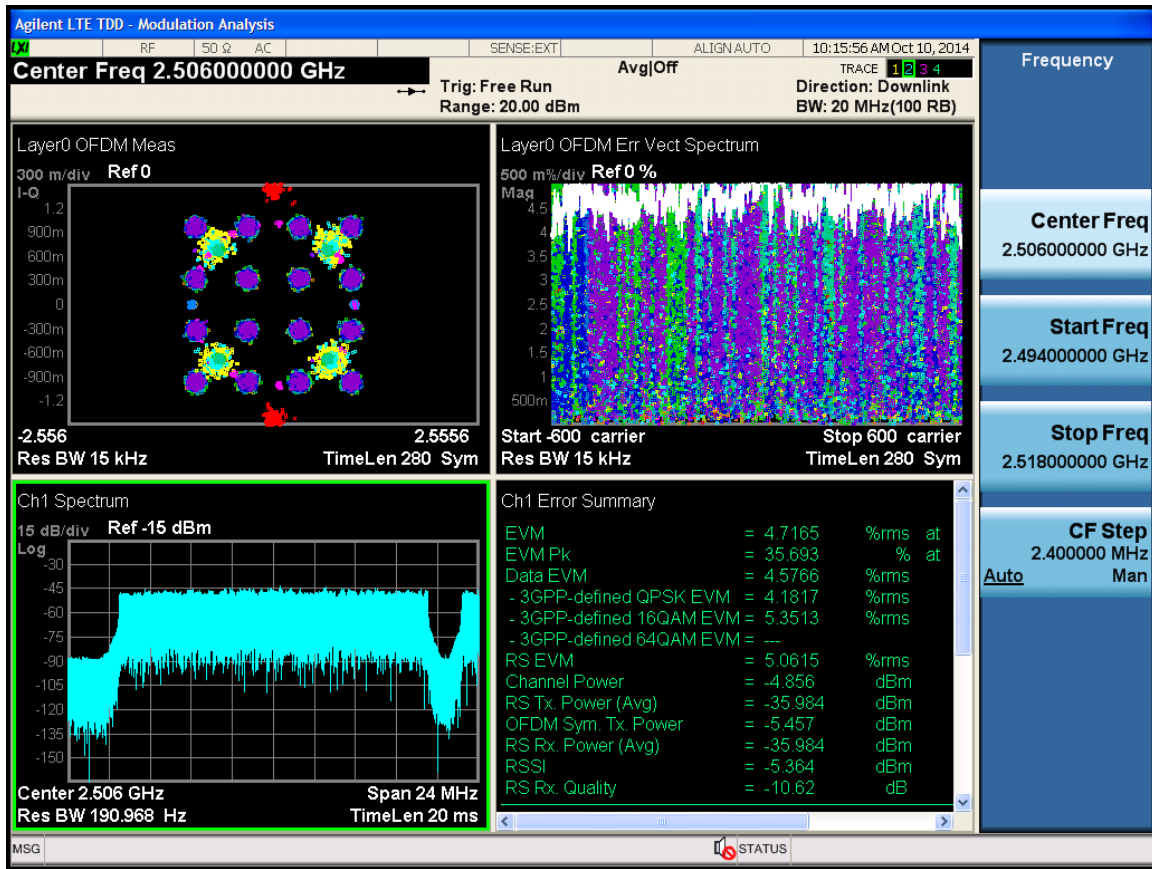 Agilent LTE TDD - Modulation Analysis
LXI RF 50 Ω AC SENSE:EXT ALIGN AUTO 10:15:56 AM Oct 10, 2014
Center Freq 2.506000000 GHz
Avg|Off
TRACE 1 2 3 4
Trig: Free Run
Direction: Downlink
Range: 20.00 dBm
BW: 20 MHz(100 RB)
Layer0 OFDM Meas
300 m/div Ref 0
I-Q
1.2
900m
600m
300m
0
-300m
-600m
-900m
-1.2
-2.556 2.5556
Res BW 15 kHz TimeLen 280 Sym
Layer0 OFDM Err Vect Spectrum
500 m%/div Ref 0 %
Mag
4.5
4
3.5
3
2.5
2
1.5
1
500m
Start -600 carrier Stop 600 carrier
Res BW 15 kHz TimeLen 280 Sym
Ch1 Spectrum
15 dB/div Ref -15 dBm
Log
-30
-45
-60
-75
-90
-105
-120
-135
-150
Center 2.506 GHz Span 24 MHz
Res BW 190.968 Hz TimeLen 20 ms
Ch1 Error Summary
EVM = 4.7165 %rms at
EVM Pk = 35.693 % at
Data EVM = 4.5766 %rms
- 3GPP-defined QPSK EVM = 4.1817 %rms
- 3GPP-defined 16QAM EVM = 5.3513 %rms
- 3GPP-defined 64QAM EVM = ---
RS EVM = 5.0615 %rms
Channel Power = -4.856 dBm
RS Tx. Power (Avg) = -35.984 dBm
OFDM Sym. Tx. Power = -5.457 dBm
RS Rx. Power (Avg) = -35.984 dBm
RSSI = -5.364 dBm
RS Rx. Quality = -10.62 dB
Frequency
Center Freq
2.506000000 GHz
Start Freq
2.494000000 GHz
Stop Freq
2.518000000 GHz
CF Step
2.400000 MHz
Auto Man
MSG STATUS